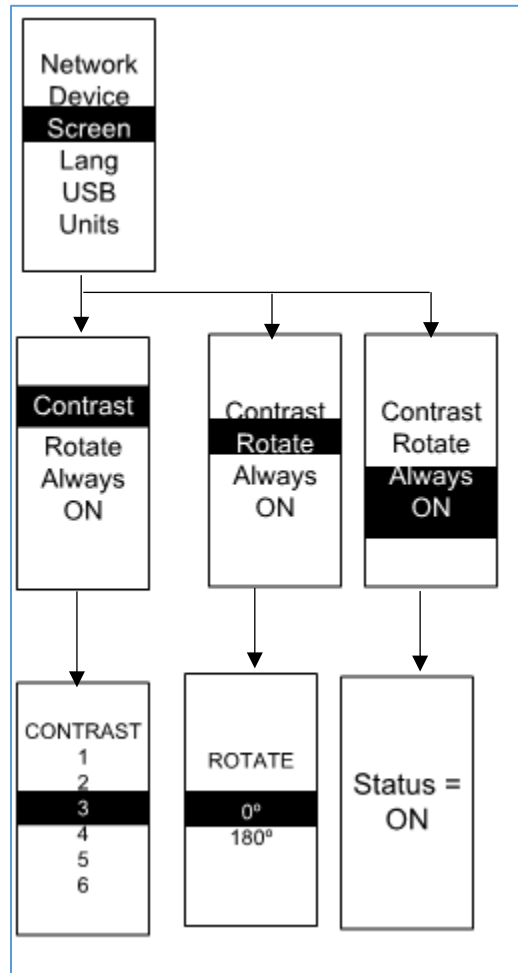 Network
Device
Screen
Lang
USB
Units
Contrast
Rotate
Always
ON
Contrast
Rotate
Always
ON
Contrast
Rotate
Always
ON
CONTRAST
1
2
3
4
5
6
ROTATE
0º
180º
Status =
ON